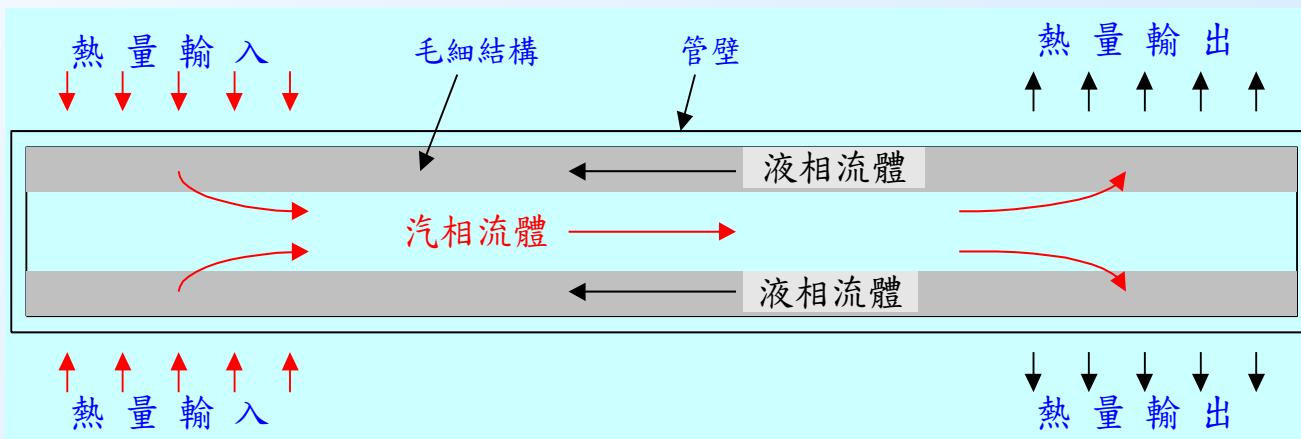 熱 量 輸 入
毛細結構
管壁
熱 量 輸 出
液相流體
汽相流體
液相流體
熱 量 輸 入
熱 量 輸 出